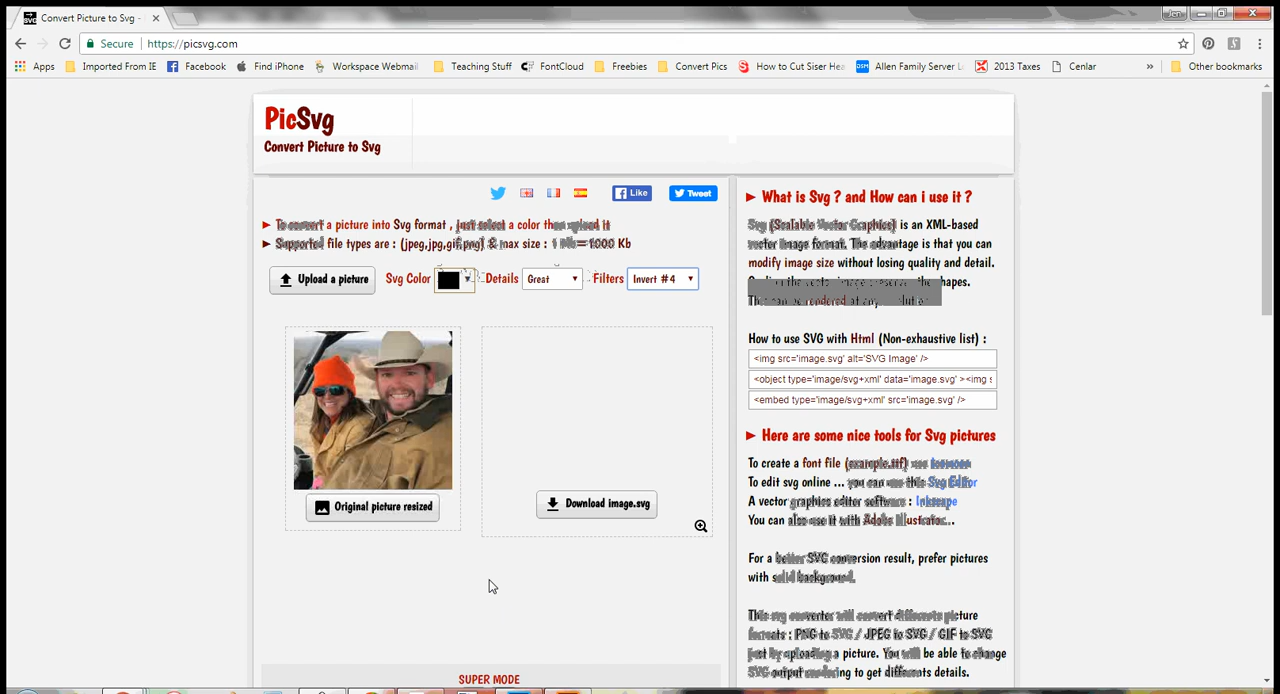 Convert Picture to Svg -
Jen
Secure https://picsvg.com
Apps Imported From IE Facebook Find iPhone Workspace Webmail Teaching Stuff FontCloud Freebies Convert Pics How to Cut Siser Hea Allen Family Server L 2013 Taxes Cenlar » Other bookmarks
PicSvg
Convert Picture to Svg
Like Tweet
► To convert a picture into Svg format , just select a color then upload it
► Supported file types are : (jpeg,jpg,gif,png) & max size : 1 Mb=1000 Kb
Upload a picture Svg Color Details Great Filters Invert #4
Original picture resized
Download image.svg
SUPER MODE
► What is Svg ? and How can i use it ?
Svg (Scalable Vector Graphics) is an XML-based
vector image format. The advantage is that you can
modify image size without losing quality and detail.
the vector image the shapes.
can be rendered at
How to use SVG with Html (Non-exhaustive list) :
<img src='image.svg' alt='SVG Image' />
<object type='image/svg+xml' data='image.svg' ><img s
<embed type='image/svg+xml' src='image.svg' />
► Here are some nice tools for Svg pictures
To create a font file (example.ttf) use
To edit svg online ... you can use this Svg Editor
A vector graphics editor software : Inkscape
You can also use it with Adobe Illustrator...
For a better SVG conversion result, prefer pictures
with solid background.
This svg converter will convert differents picture
formats : PNG to SVG / JPEG to SVG / GIF to SVG
just by uploading a picture. You will be able to change
SVG output rendering to get differents details.